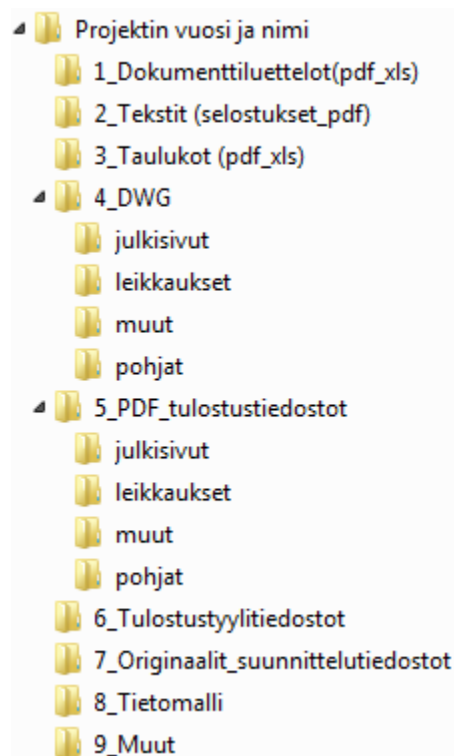 Projektin vuosi ja nimi
1_Dokumenttiluettelot(pdf_xls)
2_Tekstit (selostukset_pdf)
3_Taulukot (pdf_xls)
4_DWG
julkisivut
leikkaukset
muut
pohjat
5_PDF_tulostustiedostot
julkisivut
leikkaukset
muut
pohjat
6_Tulostustyylitiedostot
7_Originaalit_suunnittelutiedostot
8_Tietomalli
9_Muut